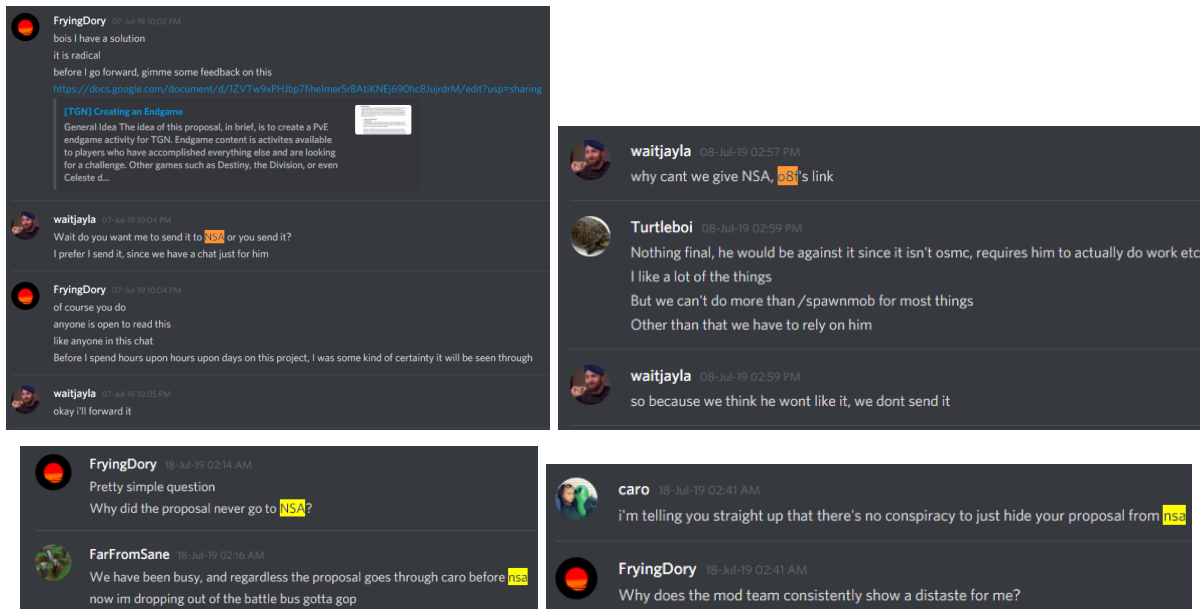 FryingDory 07-Jul-19 10:02 PM
bois I have a solution
it is radical
before I go forward, gimme some feedback on this
https://docs.google.com/document/d/1ZVTw9xPHJbp7fiheImerSrBAtiKNEj690hc8JujrdrM/edit?usp=sharing
[TGN] Creating an Endgame
General Idea The idea of this proposal, in brief, is to create a PvE
endgame activity for TGN. Endgame content is activites available
to players who have accomplished everything else and are looking
for a challenge. Other games such as Destiny, the Division, or even
Celeste d...
waitjayla 07-Jul-19 10:04 PM
Wait do you want me to send it to NSA or you send it?
I prefer I send it, since we have a chat just for him
FryingDory 07-Jul-19 10:04 PM
of course you do
anyone is open to read this
like anyone in this chat
Before I spend hours upon hours upon days on this project, I was some kind of certainty it will be seen through
waitjayla 07-Jul-19 10:05 PM
okay i'll forward it
waitjayla 08-Jul-19 02:57 PM
why cant we give NSA, o8f's link
Turtleboi 08-Jul-19 02:59 PM
Nothing final, he would be against it since it isn't osmc, requires him to actually do work etc
I like a lot of the things
But we can't do more than /spawnmob for most things
Other than that we have to rely on him
waitjayla 08-Jul-19 02:59 PM
so because we think he wont like it, we dont send it
FryingDory 18-Jul-19 02:14 AM
Pretty simple question
Why did the proposal never go to NSA?
FarFromSane 18-Jul-19 02:16 AM
We have been busy, and regardless the proposal goes through caro before nsa
now im dropping out of the battle bus gotta gop
caro 18-Jul-19 02:41 AM
i'm telling you straight up that there's no conspiracy to just hide your proposal from nsa
FryingDory 18-Jul-19 02:41 AM
Why does the mod team consistently show a distaste for me?